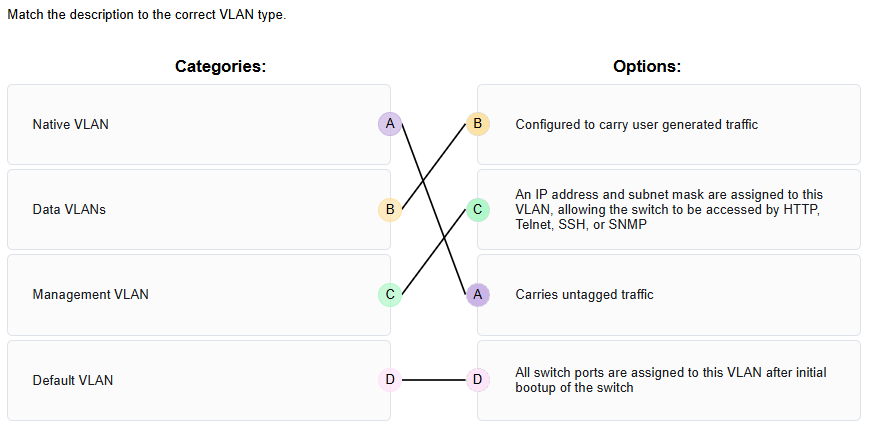 Match the description to the correct VLAN type.
Categories:
Options:
Native VLAN
A
B
Configured to carry user generated traffic
Data VLANs
B
C
An IP address and subnet mask are assigned to this
VLAN, allowing the switch to be accessed by HTTP,
Telnet, SSH, or SNMP
Management VLAN
C
A
Carries untagged traffic
Default VLAN
D
D
All switch ports are assigned to this VLAN after initial
bootup of the switch